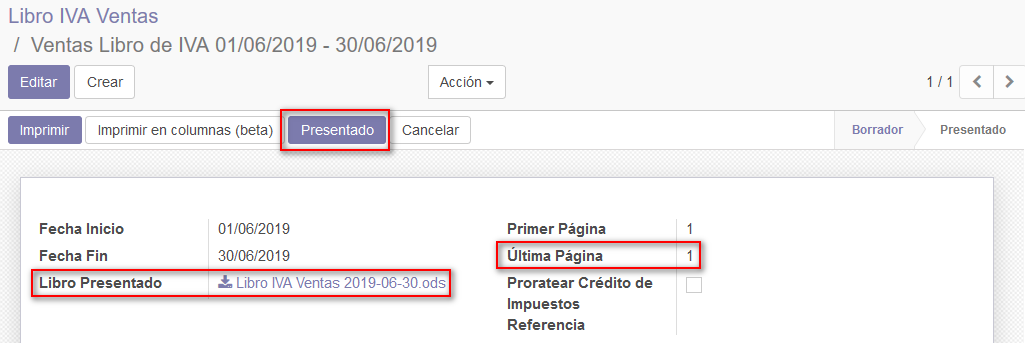 Libro IVA Ventas
/ Ventas Libro de IVA 01/06/2019 - 30/06/2019
Editar Crear Acción 1 / 1
Imprimir Imprimir en columnas (beta) Presentado Cancelar Borrador Presentado
Fecha Inicio 01/06/2019 Primer Página 1
Fecha Fin 30/06/2019 Última Página 1
Libro Presentado Libro IVA Ventas 2019-06-30.ods Proratear Crédito de
Impuestos
Referencia